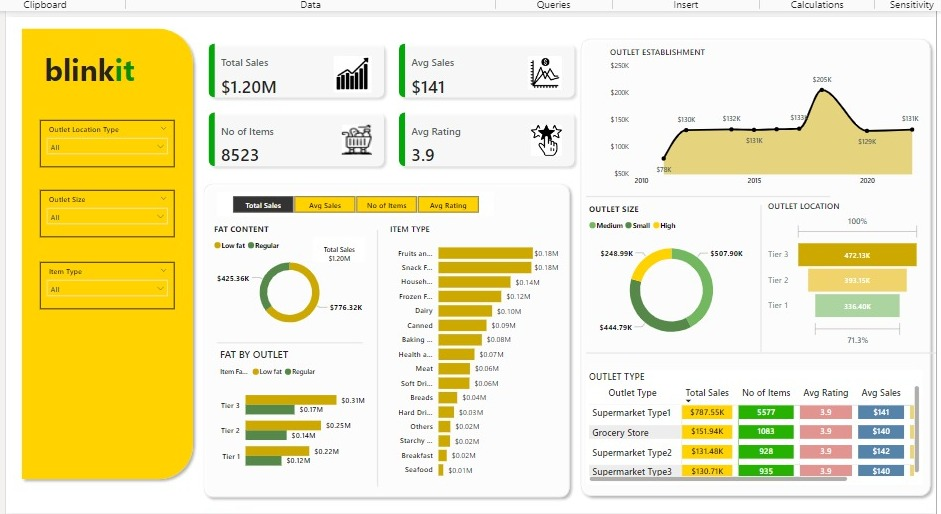 Clipboard
Data
Queries
Insert
Calculations
Sensitivity
blinkit
Outlet Location Type
All
Outlet Size
All
Item Type
All
Total Sales
$1.20M
Avg Sales
$141
No of Items
8523
Avg Rating
3.9
Total Sales
Avg Sales
No of Items
Avg Rating
FAT CONTENT
Low fat Regular
Total Sales
$1.20M
$425.36K
$776.32K
FAT BY OUTLET
Item Fa... Low fat Regular
Tier 3 $0.31M
$0.17M
Tier 2 $0.25M
$0.14M
Tier 1 $0.22M
$0.12M
ITEM TYPE
Fruits an... $0.18M
Snack F... $0.18M
Househ... $0.14M
Frozen F... $0.12M
Dairy $0.10M
Canned $0.09M
Baking ... $0.08M
Health a... $0.07M
Meat $0.06M
Soft Dri... $0.06M
Breads $0.04M
Hard Dri... $0.03M
Others $0.02M
Starchy ... $0.02M
Breakfast $0.02M
Seafood $0.01M
OUTLET ESTABLISHMENT
$250K
$200K
$150K
$100K
$50K
$78K
$130K
$132K
$131K
$133K
$205K
$129K
$131K
2010
2015
2020
OUTLET SIZE
Medium Small High
$248.99K
$507.90K
$444.79K
OUTLET LOCATION
100%
Tier 3 472.13K
Tier 2 393.15K
Tier 1 336.40K
71.3%
OUTLET TYPE
Outlet Type Total Sales No of Items Avg Rating Avg Sales
Supermarket Type1 $787.55K 5577 3.9 $141
Grocery Store $151.94K 1083 3.9 $140
Supermarket Type2 $131.48K 928 3.9 $142
Supermarket Type3 $130.71K 935 3.9 $140